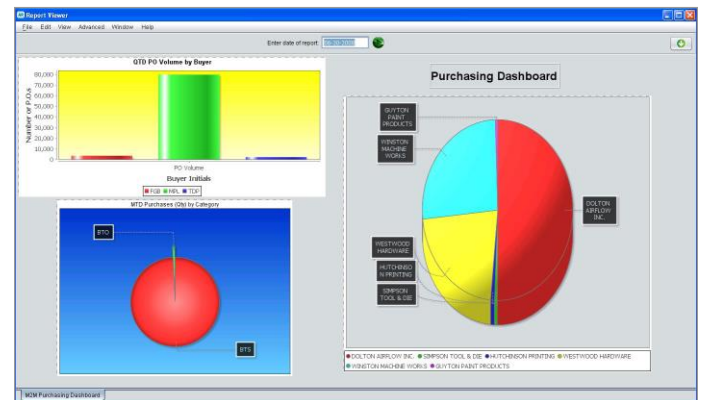 Report Viewer
File Edit View Advanced Window Help
Enter date of report:
QTD PO Volume by Buyer
Number or P.O.s
80,000
70,000
60,000
50,000
40,000
30,000
20,000
10,000
0
PO Volume
Buyer Initials
FGB MPL TDP
Purchasing Dashboard
GUYTON
PAINT
PRODUCTS
WINSTON
MACHINE
WORKS
DOLTON
AIRFLOW
INC.
WESTWOOD
HARDWARE
HUTCHINSO
N PRINTING
SIMPSON
TOOL & DIE
DOLTON AIRFLOW INC. SIMPSON TOOL & DIE HUTCHINSON PRINTING WESTWOOD HARDWARE
WINSTON MACHINE WORKS GUYTON PAINT PRODUCTS
MTD Purchases (Qty) by Category
BTO
BTS
M2M Purchasing Dashboard